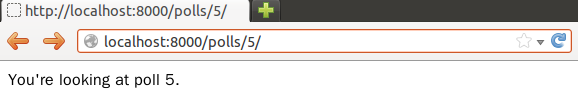 http://localhost:8000/polls/5/
localhost:8000/polls/5/
You're looking at poll 5.